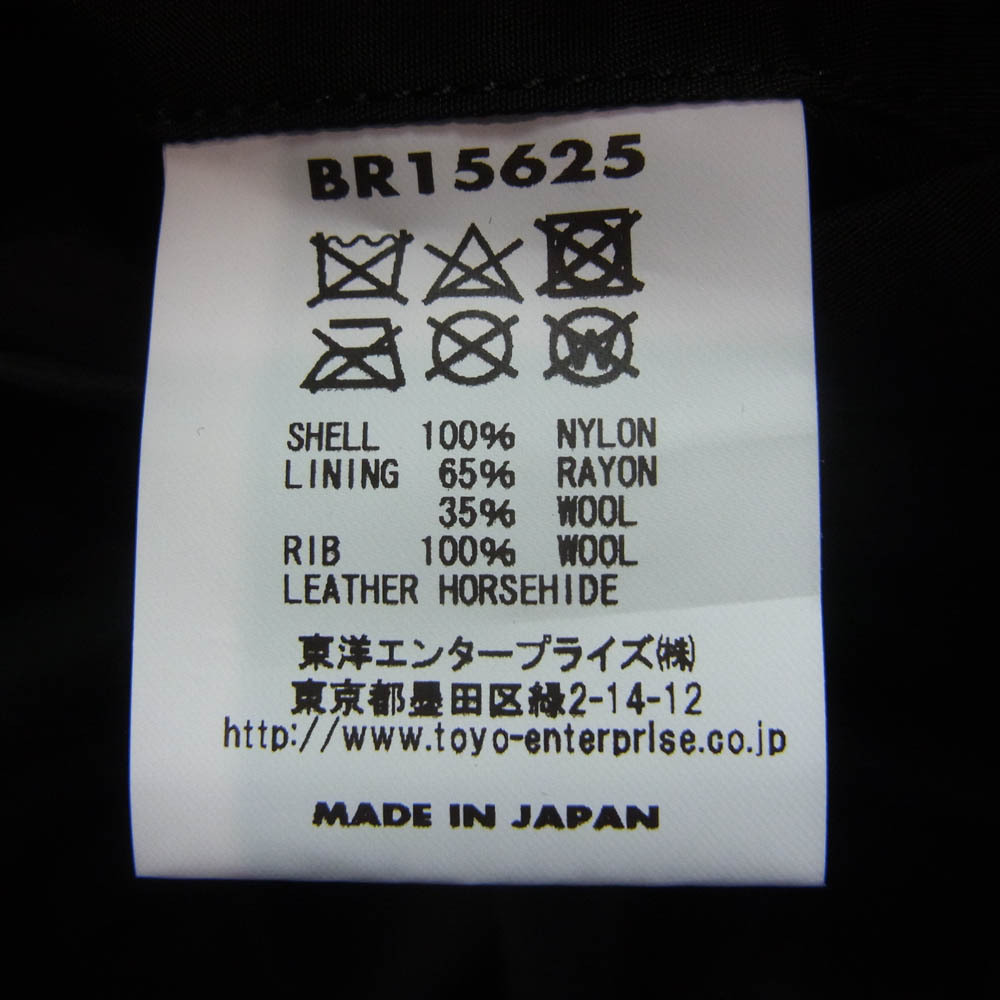 BR15625
SHELL 100% NYLON
LINING 65% RAYON
35% WOOL
RIB 100% WOOL
LEATHER HORSEHIDE
東洋エンタープライズ㈱
東京都墨田区緑2-14-12
http://www.toyo-enterprise.co.jp
MADE IN JAPAN